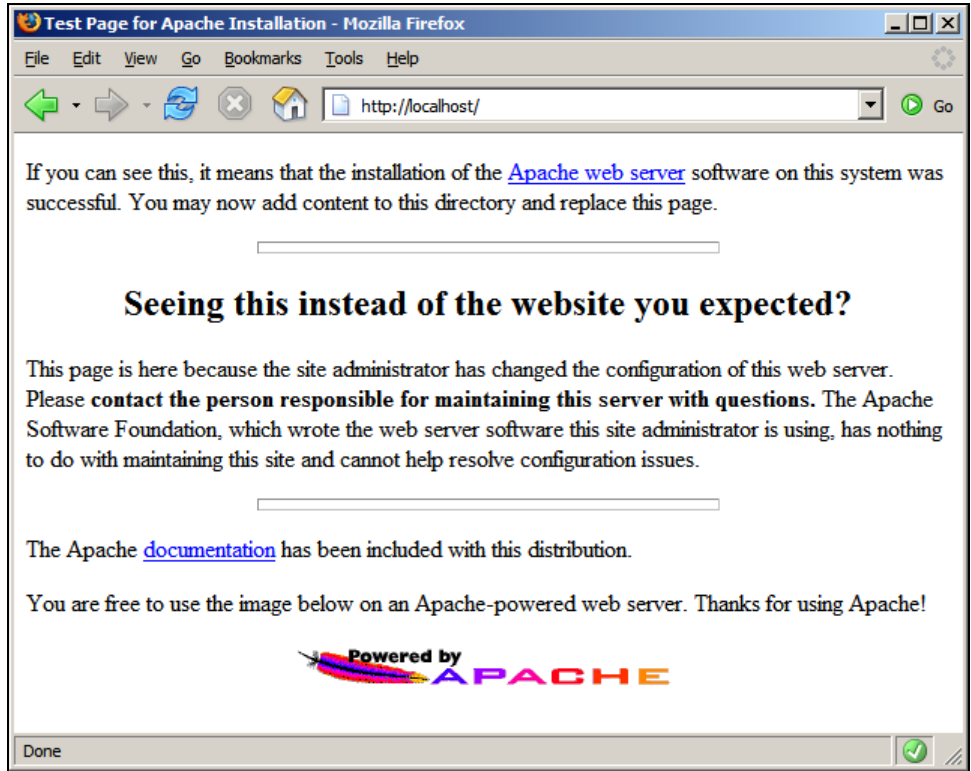 Test Page for Apache Installation - Mozilla Firefox
File Edit View Go Bookmarks Tools Help
http://localhost/ Go
If you can see this, it means that the installation of the Apache web server software on this system was
successful. You may now add content to this directory and replace this page.
Seeing this instead of the website you expected?
This page is here because the site administrator has changed the configuration of this web server.
Please contact the person responsible for maintaining this server with questions. The Apache
Software Foundation, which wrote the web server software this site administrator is using, has nothing
to do with maintaining this site and cannot help resolve configuration issues.
The Apache documentation has been included with this distribution.
You are free to use the image below on an Apache-powered web server. Thanks for using Apache!
Powered by
APACHE
Done